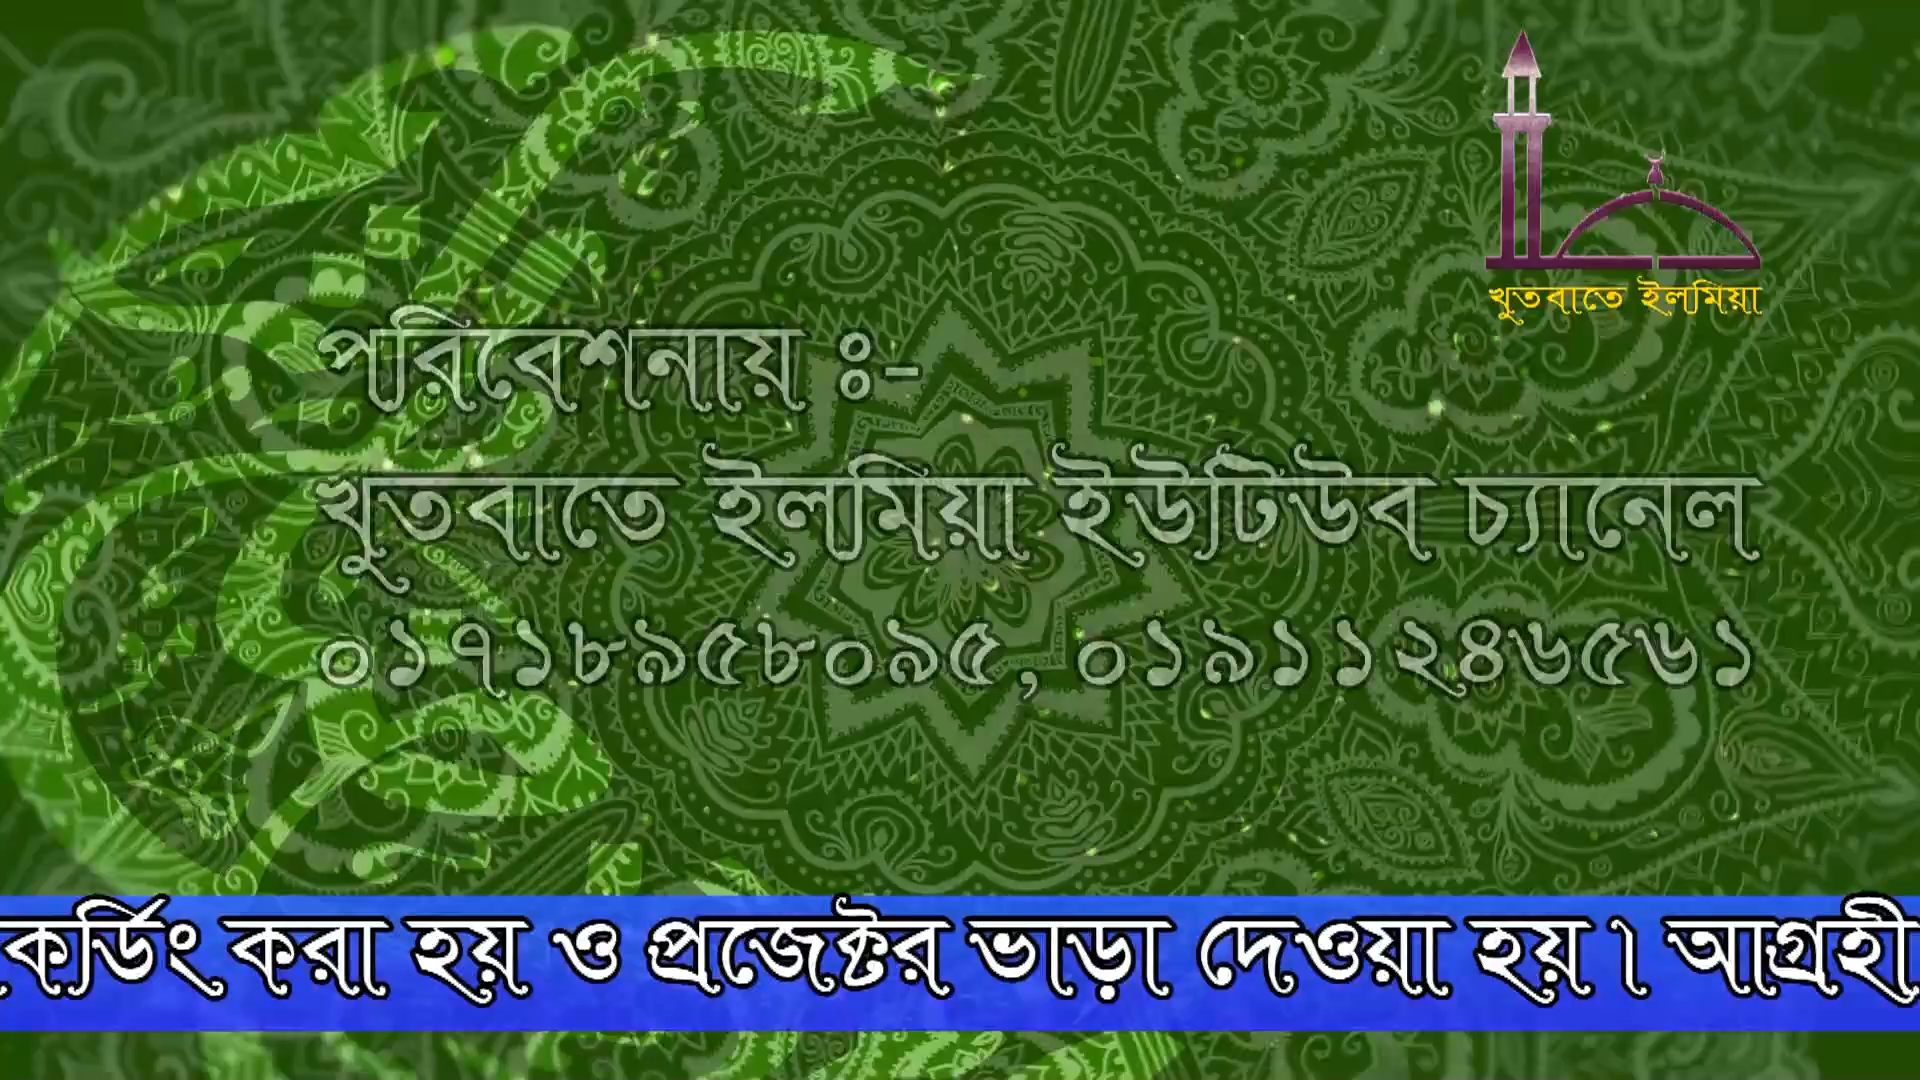 খুতবাতে ইলমিয়া
পরিবেশনায় ঃ-
খুতবাতে ইলমিয়া ইউটিউব চ্যানেল
০১৭১৮৯৫৮০৯৫, ০১৯১১২৪৬৫৬১
কর্ডিং করা হয় ও প্রজেক্টর ভাড়া দেওয়া হয় । আগ্রহী